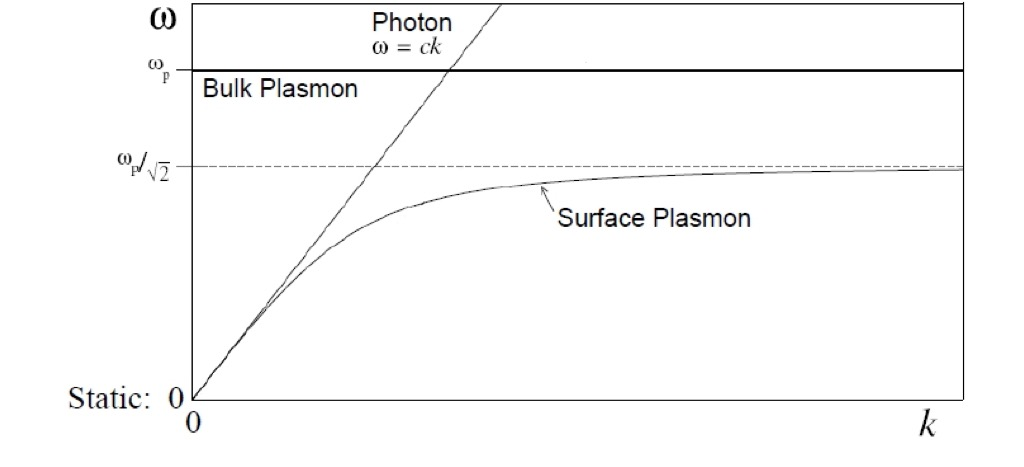 ω
Photon
ω = ck
ωp
Bulk Plasmon
ωp/√2
Surface Plasmon
Static: 0
0
k